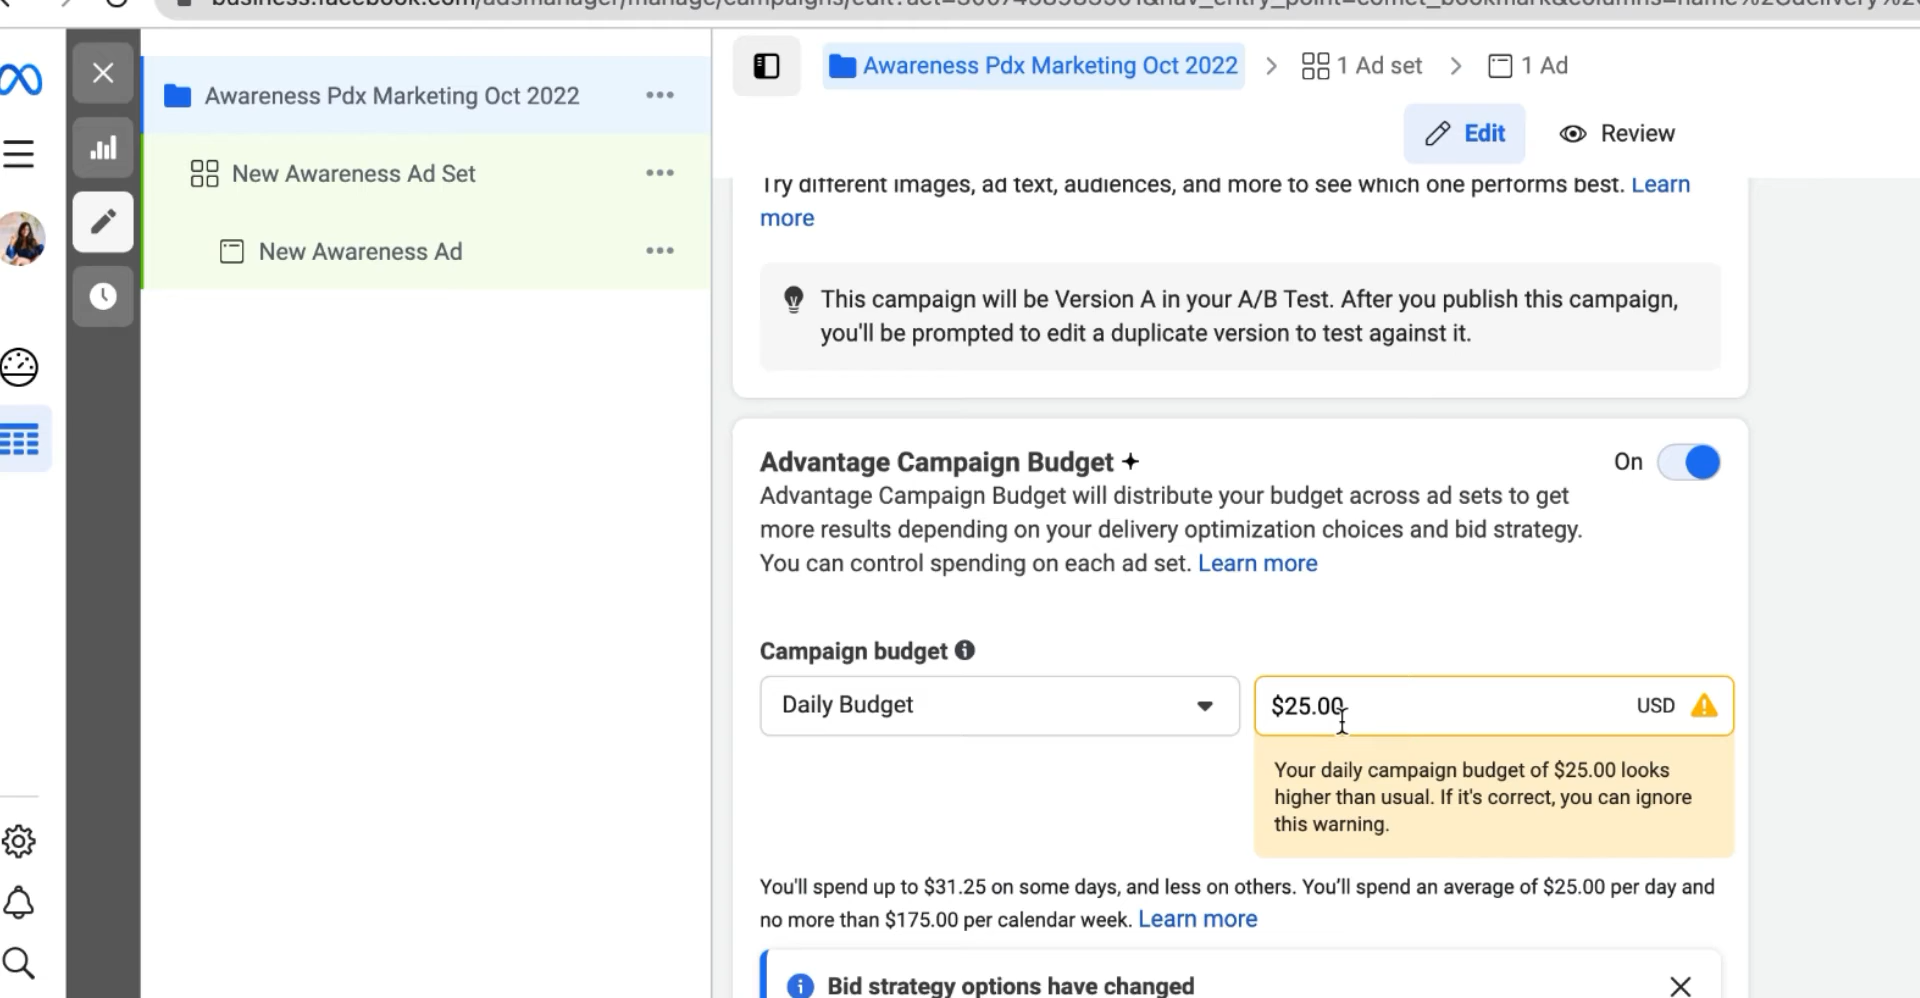 Awareness Pdx Marketing Oct 2022
New Awareness Ad Set
New Awareness Ad
Awareness Pdx Marketing Oct 2022 > 1 Ad set > 1 Ad
Edit Review
Try different images, ad text, audiences, and more to see which one performs best. Learn
more
This campaign will be Version A in your A/B Test. After you publish this campaign,
you'll be prompted to edit a duplicate version to test against it.
Advantage Campaign Budget
On
Advantage Campaign Budget will distribute your budget across ad sets to get
more results depending on your delivery optimization choices and bid strategy.
You can control spending on each ad set. Learn more
Campaign budget
Daily Budget
$25.00 USD
Your daily campaign budget of $25.00 looks
higher than usual. If it's correct, you can ignore
this warning.
You'll spend up to $31.25 on some days, and less on others. You'll spend an average of $25.00 per day and
no more than $175.00 per calendar week. Learn more
Bid strategy options have changed